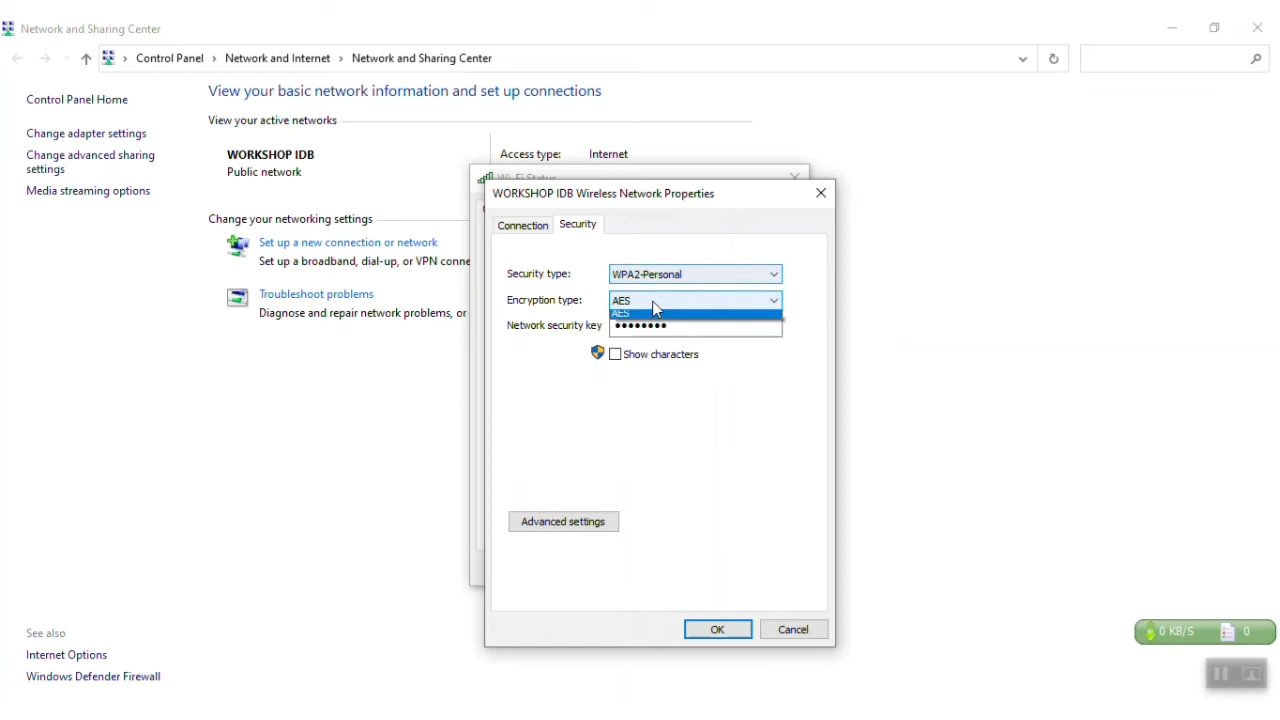 Network and Sharing Center
Control Panel > Network and Internet > Network and Sharing Center
Control Panel Home
Change adapter settings
Change advanced sharing
settings
Media streaming options
View your basic network information and set up connections
View your active networks
WORKSHOP IDB
Public network
Access type: Internet
Change your networking settings
Set up a new connection or network
Set up a broadband, dial-up, or VPN conne
Troubleshoot problems
Diagnose and repair network problems, or
Wi-Fi Status
WORKSHOP IDB Wireless Network Properties
Connection Security
Security type: WPA2-Personal
Encryption type: AES
AES
Network security key ••••••••
Show characters
Advanced settings
OK Cancel
See also
Internet Options
Windows Defender Firewall
0 KB/S 0